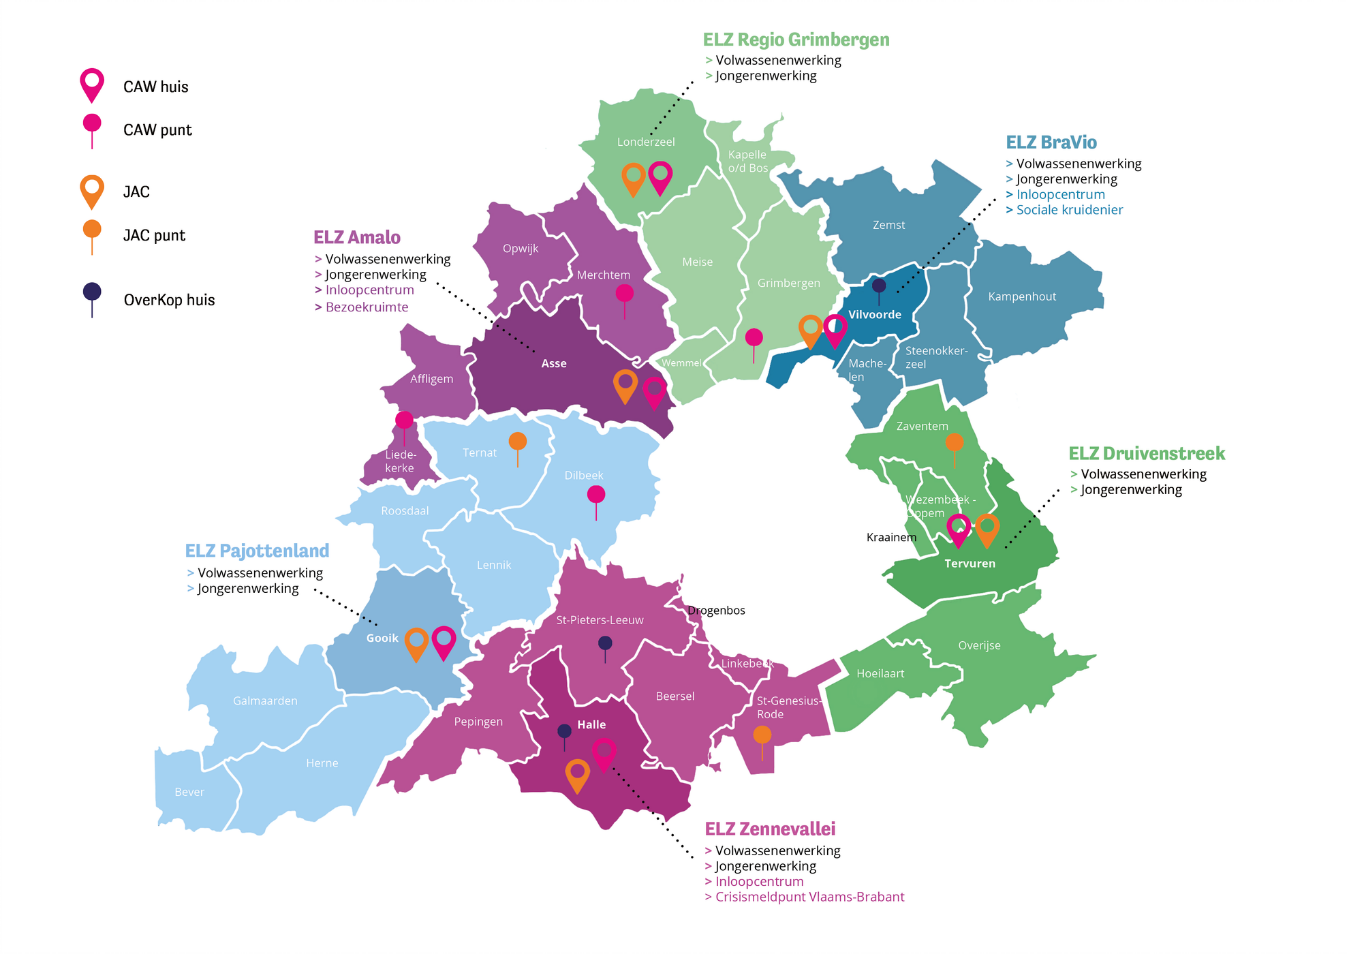 CAW huis
CAW punt
JAC
JAC punt
OverKop huis
ELZ Regio Grimbergen
> Volwassenenwerking
> Jongerenwerking
ELZ BraVio
> Volwassenenwerking
> Jongerenwerking
> Inloopcentrum
> Sociale kruidenier
ELZ Amalo
> Volwassenenwerking
> Jongerenwerking
> Inloopcentrum
> Bezoekruimte
ELZ Druivenstreek
> Volwassenenwerking
> Jongerenwerking
ELZ Pajottenland
> Volwassenenwerking
> Jongerenwerking
ELZ Zennevallei
> Volwassenenwerking
> Jongerenwerking
> Inloopcentrum
> Crisismeldpunt Vlaams-Brabant
Londerzeel
Kapelle
o/d Bos
Zemst
Opwijk
Merchtem
Meise
Grimbergen
Kampenhout
Vilvoorde
Steenokker-
zeel
Mache-
len
Asse
Wemmel
Affligem
Zaventem
Liede-
kerke
Ternat
Dilbeek
Wezembeek -
Oppem
Roosdaal
Kraainem
Lennik
Tervuren
Drogenbos
St-Pieters-Leeuw
Gooik
Overijse
Linkebeek
Hoeilaart
Galmaarden
Beersel
St-Genesius-
Rode
Pepingen
Halle
Herne
Bever